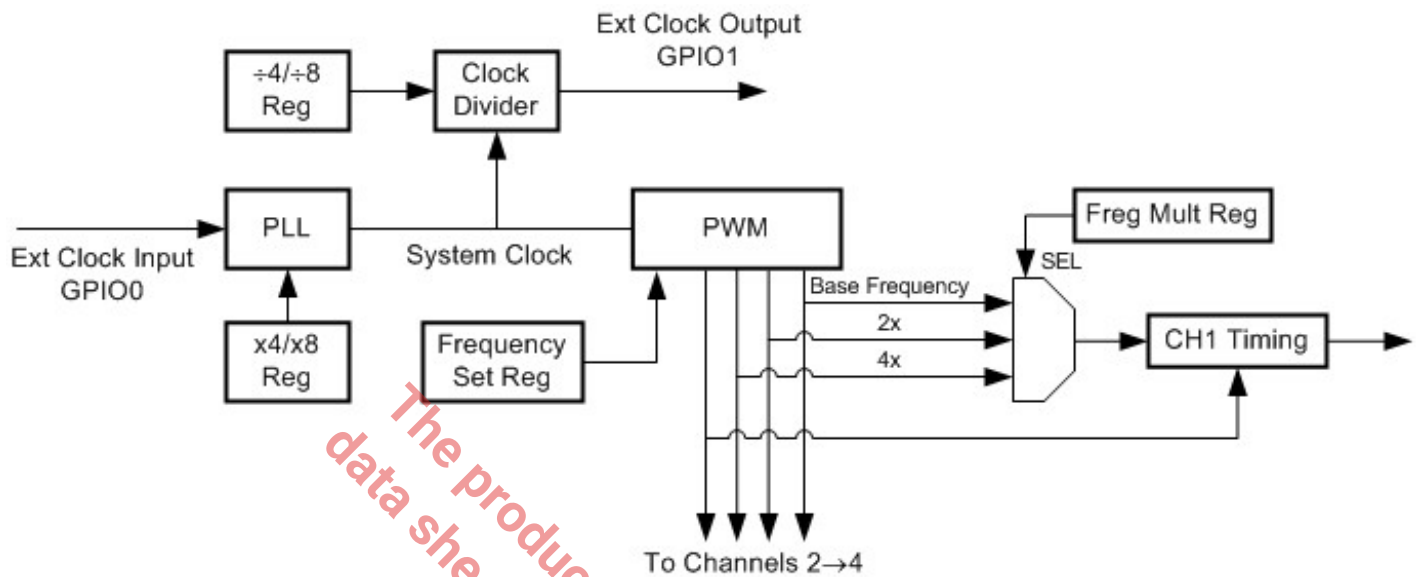 Ext Clock Output
GPIO1
÷4/÷8
Reg
Clock
Divider
PLL
PWM
Freg Mult Reg
Ext Clock Input
GPIO0
System Clock
SEL
Base Frequency
2x
4x
x4/x8
Reg
Frequency
Set Reg
CH1 Timing
The produc
data she
To Channels 2→4